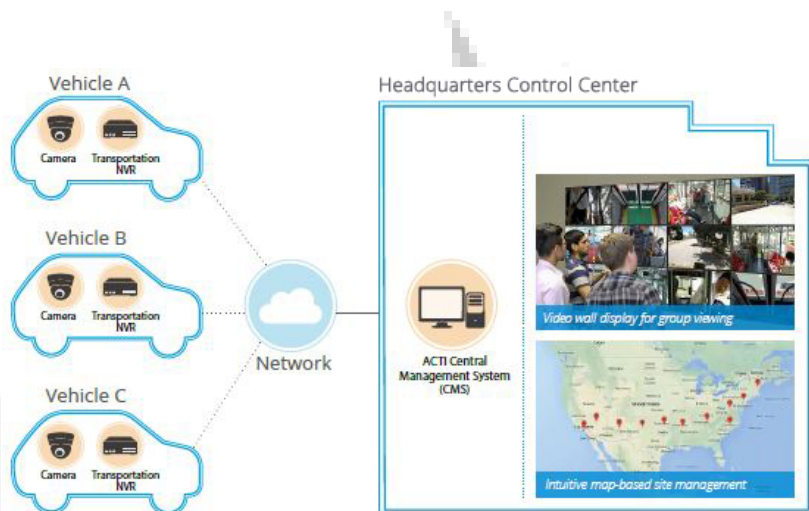 Vehicle A
Headquarters Control Center
Camera
Transportation
NVR
Vehicle B
Camera
Transportation
NVR
Network
ACTI Central
Management System
(CMS)
Video wall display for group viewing
Vehicle C
Camera
Transportation
NVR
Intuitive map-based site management